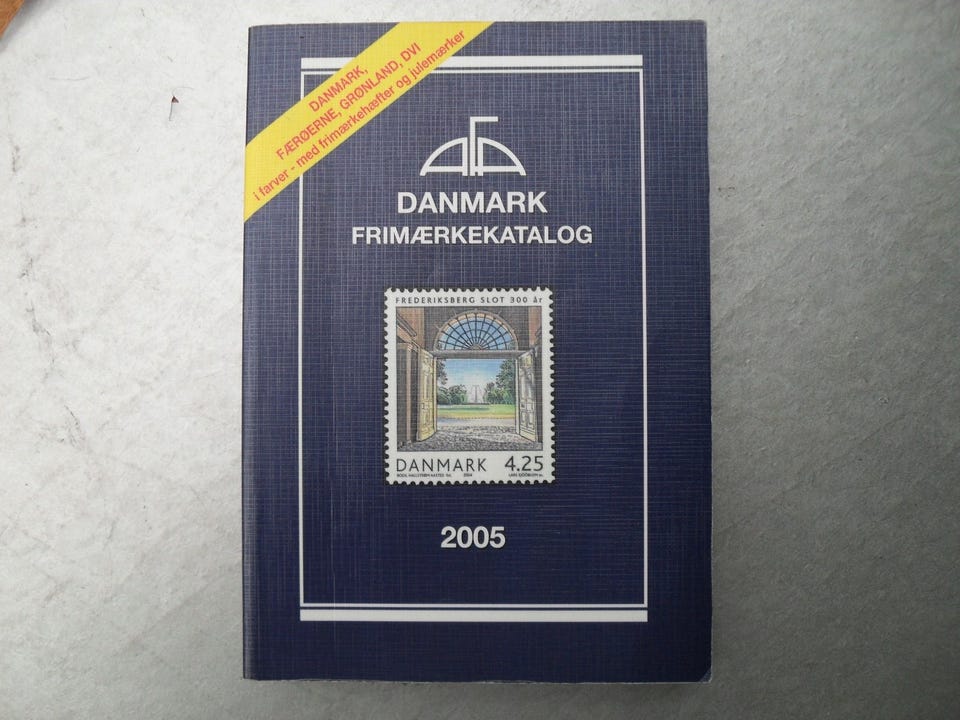 DANMARK,
FÆRØERNE, GRØNLAND, DVI
i farver - med frimærkehæfter og julemærker
AFA
DANMARK
FRIMÆRKEKATALOG
FREDERIKSBERG SLOT 300 år
DANMARK 4.25
2004
2005